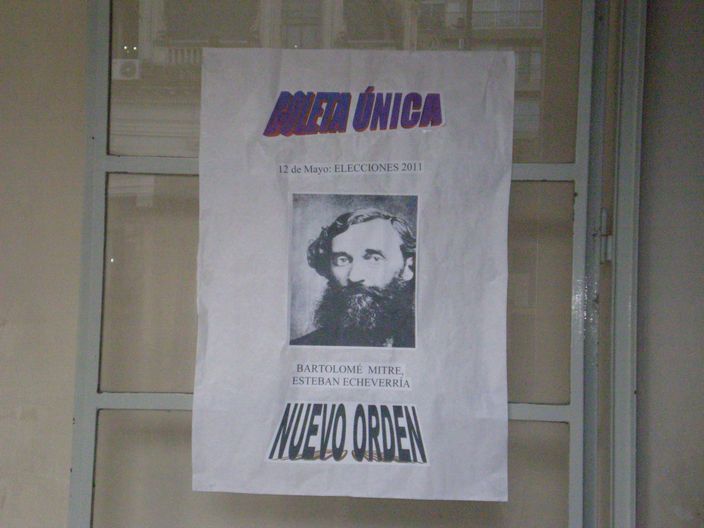 BOLETA ÚNICA
12 de Mayo: ELECCIONES 2011
BARTOLOMÉ MITRE,
ESTEBAN ECHEVERRÍA
NUEVO ORDEN